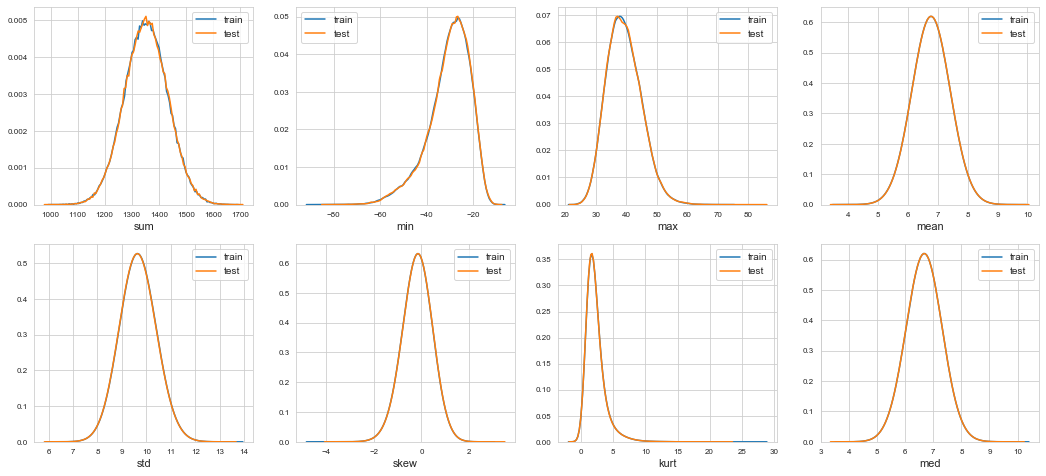 train
test
0.005
0.004
0.003
0.002
0.001
0.000
1000 1100 1200 1300 1400 1500 1600 1700
sum
train
test
0.05
0.04
0.03
0.02
0.01
0.00
−80 −60 −40 −20
min
train
test
0.07
0.06
0.05
0.04
0.03
0.02
0.01
0.00
20 30 40 50 60 70 80
max
train
test
0.6
0.5
0.4
0.3
0.2
0.1
0.0
4 5 6 7 8 9 10
mean
train
test
0.5
0.4
0.3
0.2
0.1
0.0
6 7 8 9 10 11 12 13 14
std
train
test
0.6
0.5
0.4
0.3
0.2
0.1
0.0
−4 −2 0 2
skew
train
test
0.35
0.30
0.25
0.20
0.15
0.10
0.05
0.00
0 5 10 15 20 25 30
kurt
train
test
0.6
0.5
0.4
0.3
0.2
0.1
0.0
3 4 5 6 7 8 9 10
med